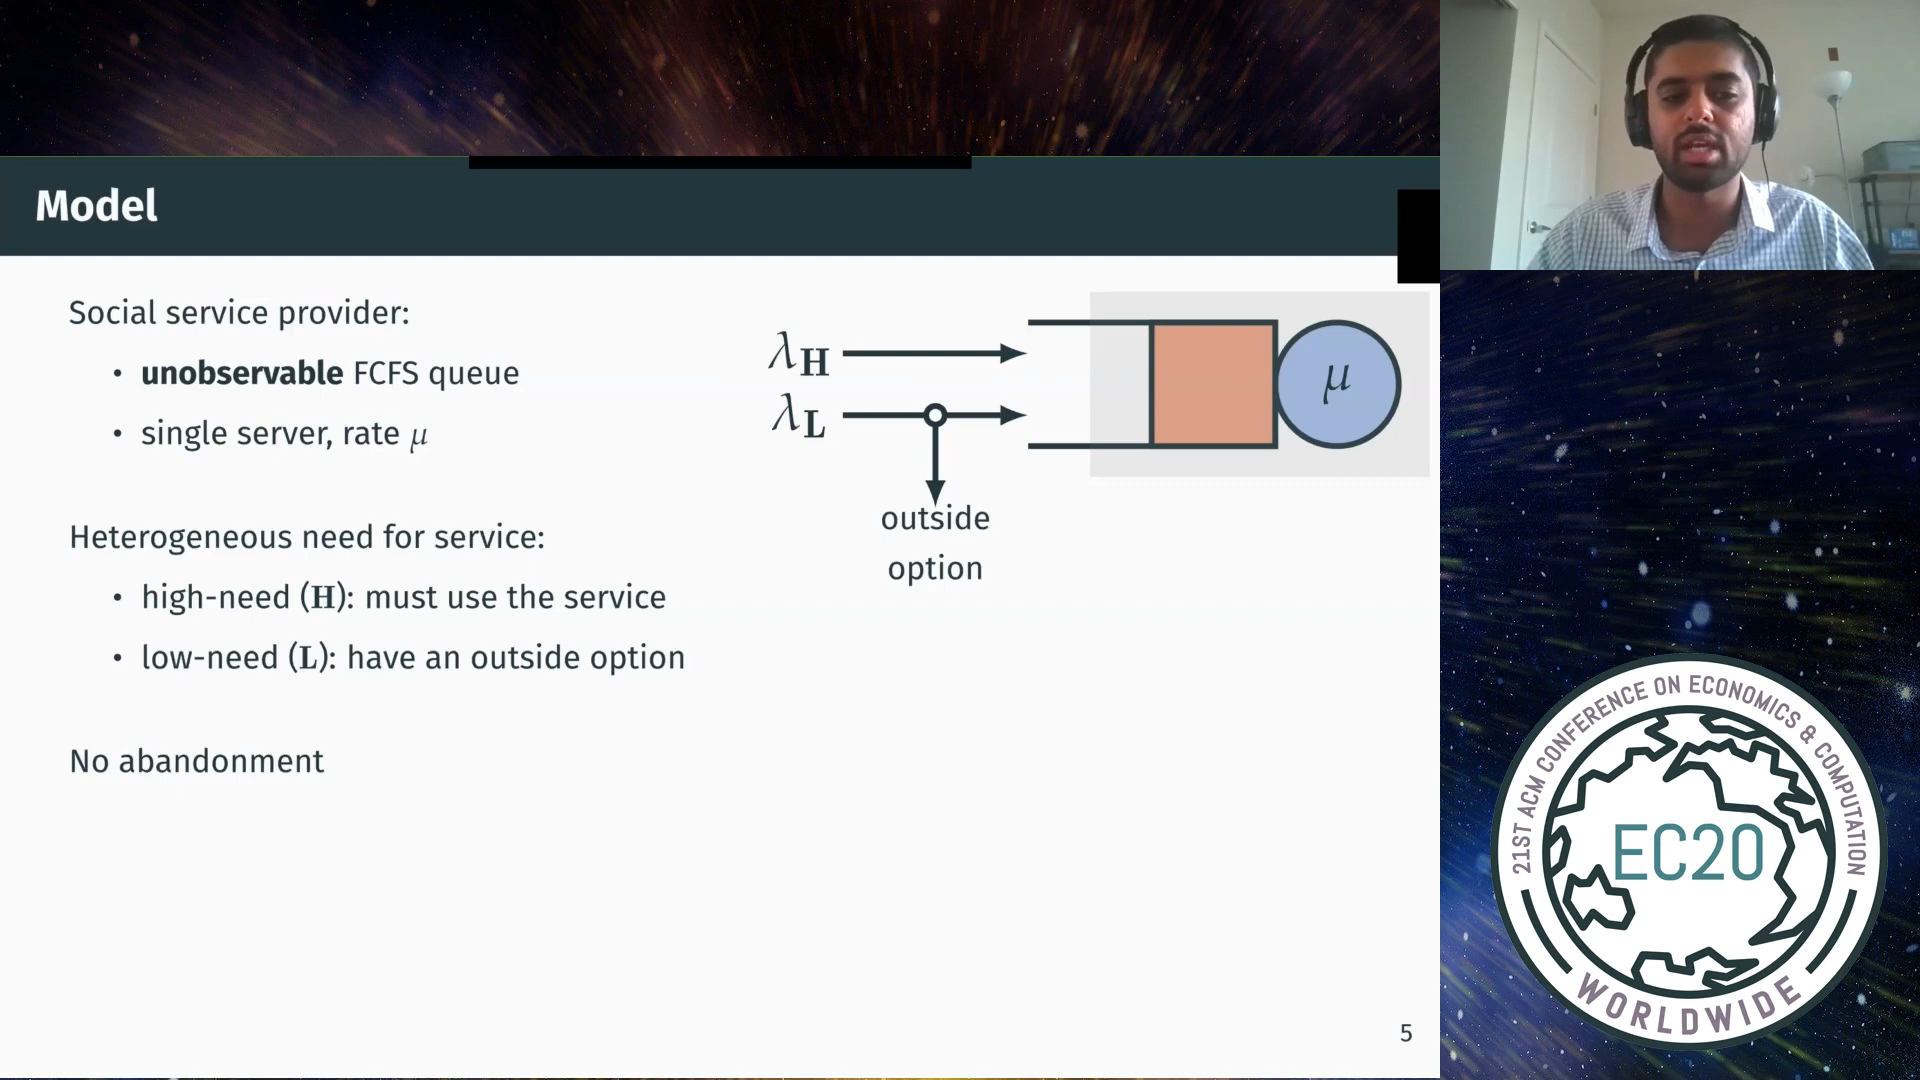 Model
Social service provider:
• unobservable FCFS queue
• single server, rate μ
Heterogeneous need for service:
• high-need (H): must use the service
• low-need (L): have an outside option
No abandonment
λH
λL
outside
option
μ
5
21ST ACM CONFERENCE ON ECONOMICS & COMPUTATION
EC20
WORLDWIDE